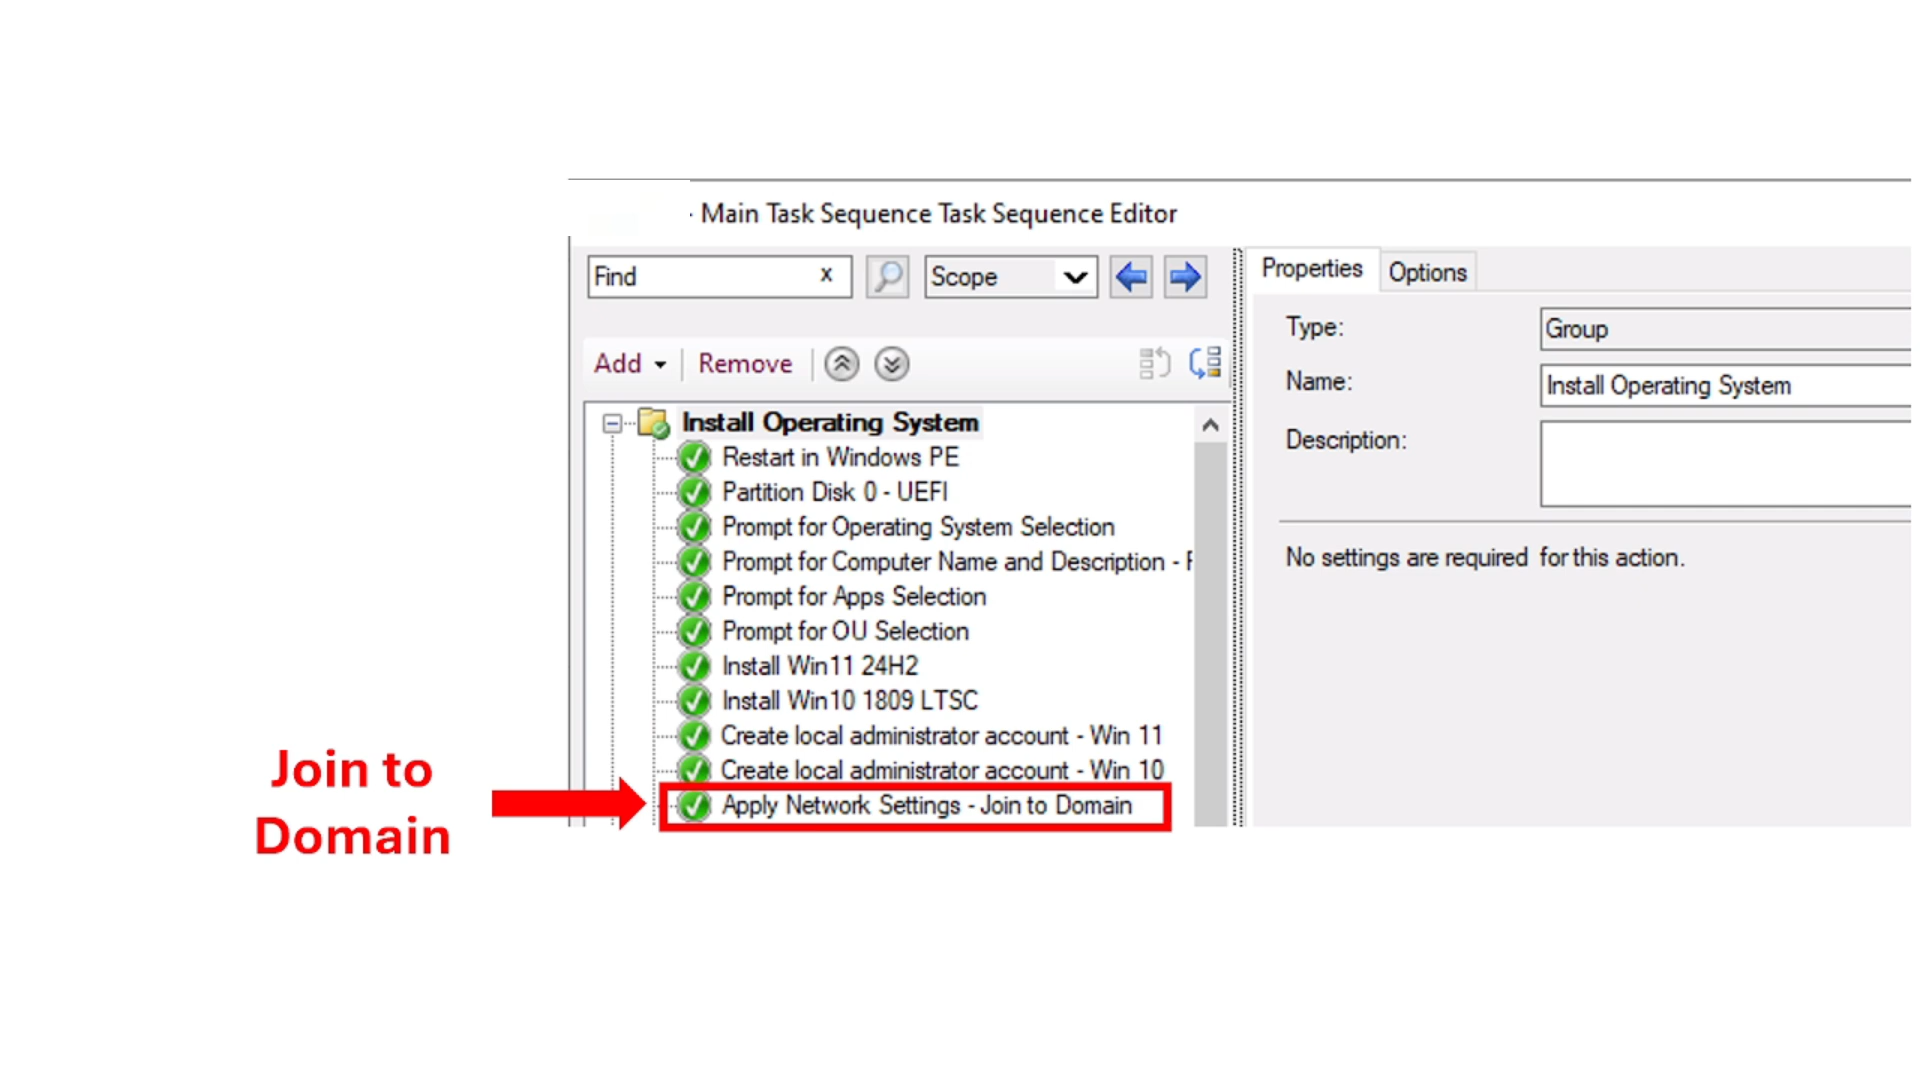 Main Task Sequence Task Sequence Editor
Find x Scope
Properties Options
Type: Group
Name: Install Operating System
Description:
No settings are required for this action.
Add Remove
Install Operating System
Restart in Windows PE
Partition Disk 0 - UEFI
Prompt for Operating System Selection
Prompt for Computer Name and Description -
Prompt for Apps Selection
Prompt for OU Selection
Install Win11 24H2
Install Win10 1809 LTSC
Create local administrator account - Win 11
Create local administrator account - Win 10
Apply Network Settings - Join to Domain
Join to
Domain